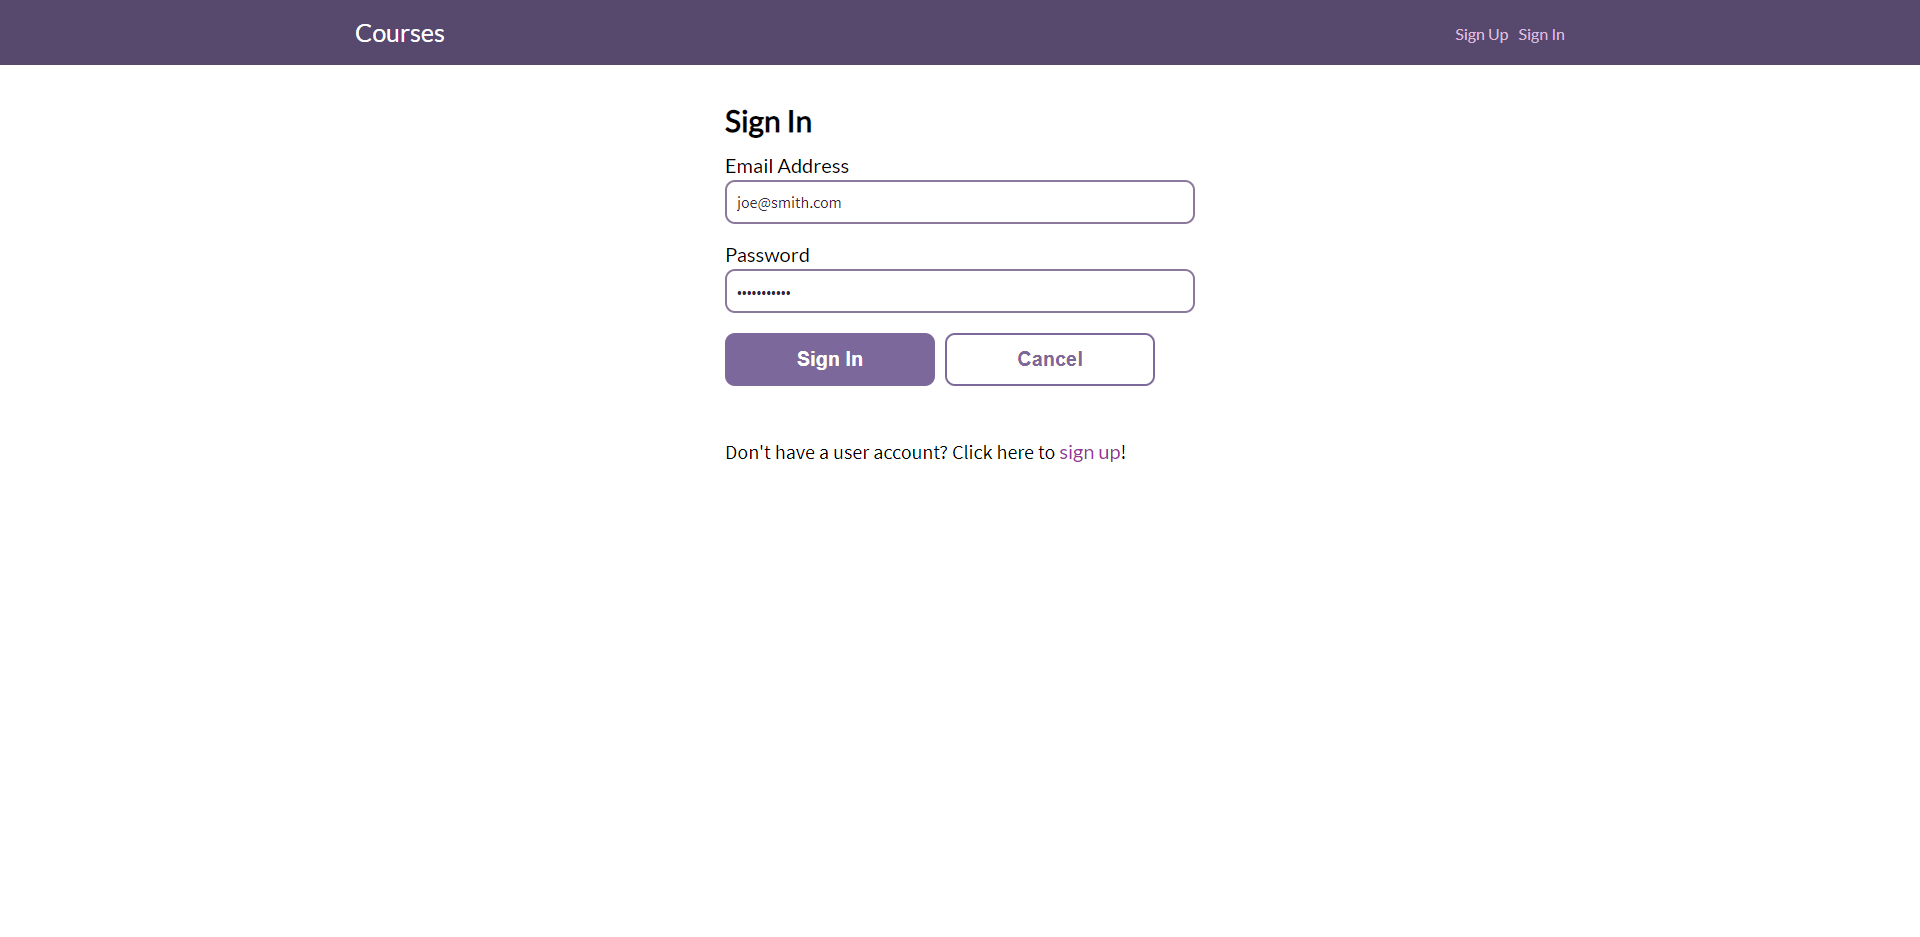 Courses
Sign Up Sign In
Sign In
Email Address
joe@smith.com
Password
•••••••••••
Sign In Cancel
Don't have a user account? Click here to sign up!